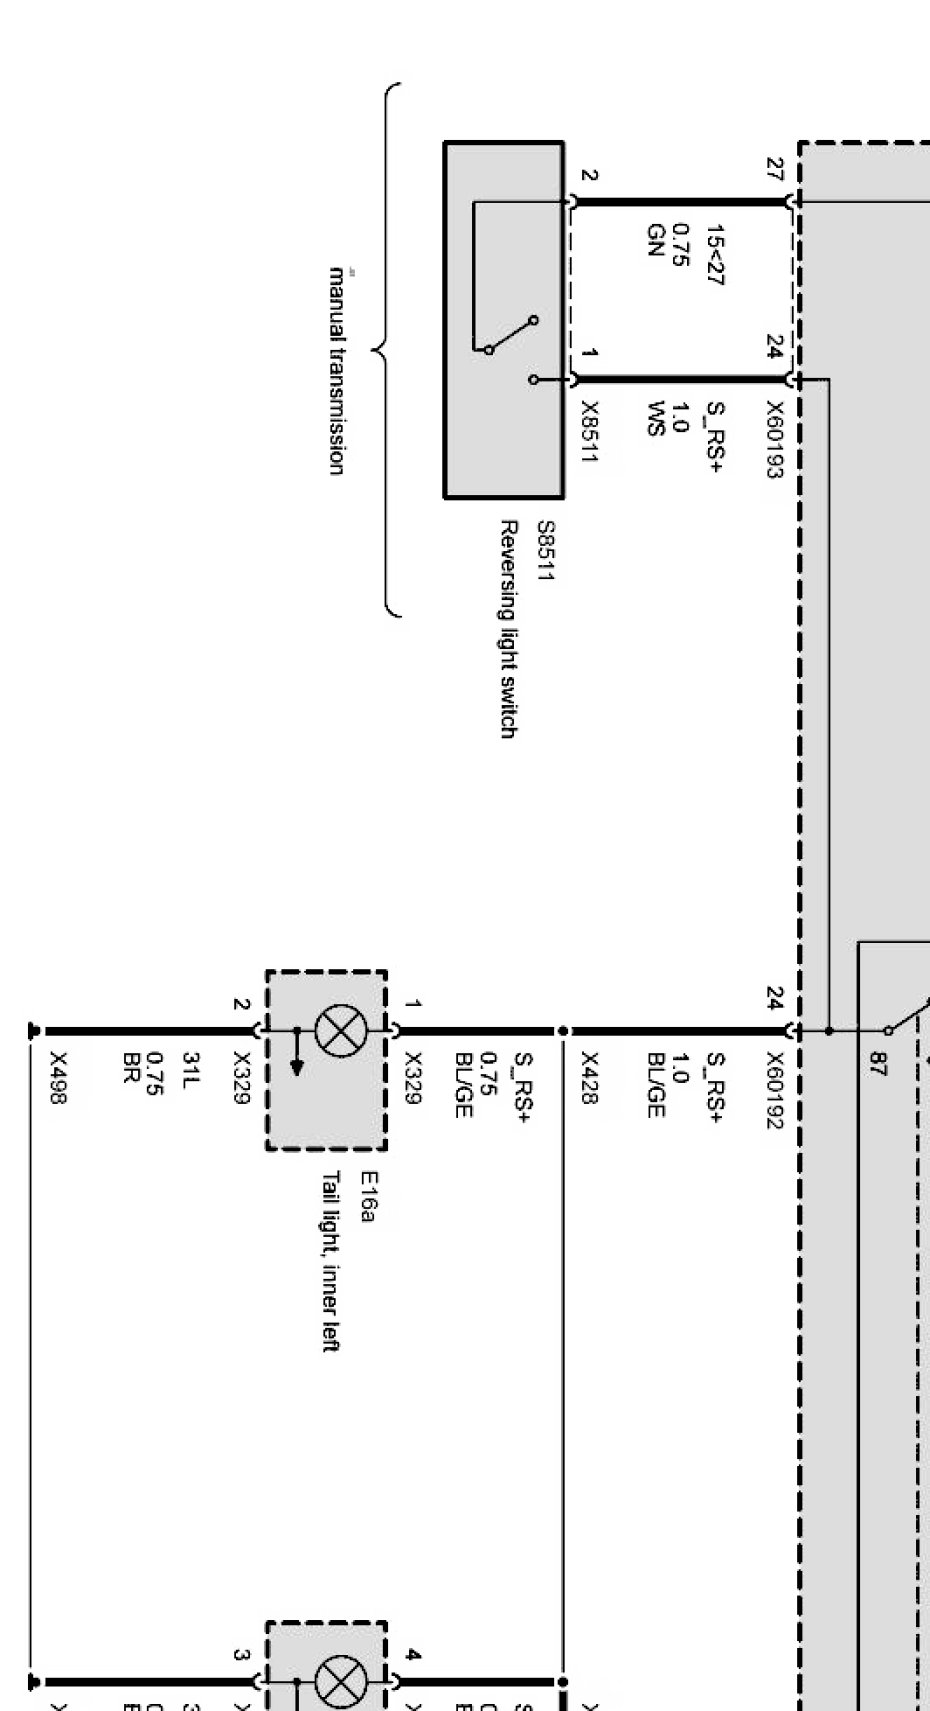 87
27
24
X60193
15<27
0.75
GN
S_RS+
1.0
WS
2
1
X8511
S8511
Reversing light switch
manual transmission
24
X60192
S_RS+
1.0
BL/GE
X428
S_RS+
0.75
BL/GE
1
X329
E16a
Tail light, inner left
2
X329
31L
0.75
BR
X498
4
3